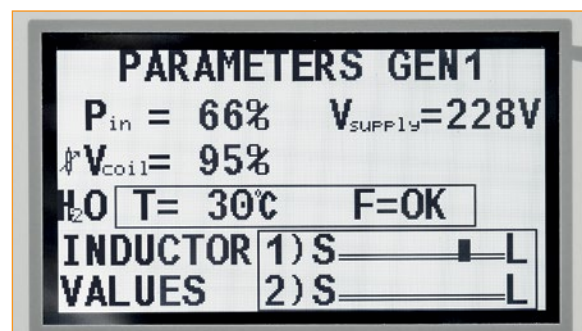 PARAMETERS GEN1
Pin = 66% Vsupply=228V
Vcoil= 95%
H2O T= 30°C F=OK
INDUCTOR 1) S L
VALUES 2) S L